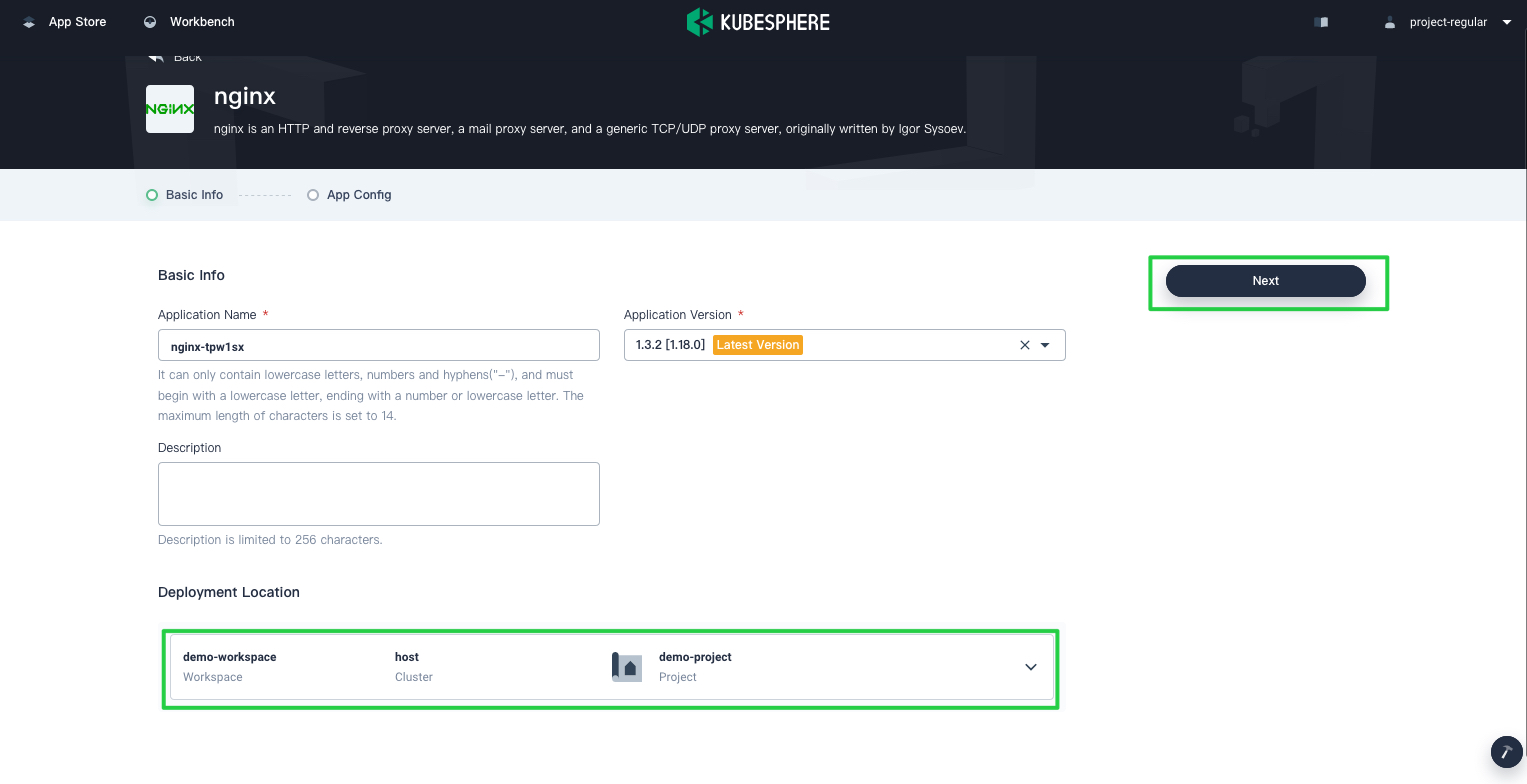 App Store
Workbench
KUBESPHERE
project-regular
Back
NGINX
nginx
nginx is an HTTP and reverse proxy server, a mail proxy server, and a generic TCP/UDP proxy server, originally written by Igor Sysoev.
Basic Info
App Config
Basic Info
Next
Application Name *
Application Version *
nginx-tpw1sx
1.3.2 [1.18.0] Latest Version
It can only contain lowercase letters, numbers and hyphens("-"), and must
begin with a lowercase letter, ending with a number or lowercase letter. The
maximum length of characters is set to 14.
Description
Description is limited to 256 characters.
Deployment Location
demo-workspace
Workspace
host
Cluster
demo-project
Project